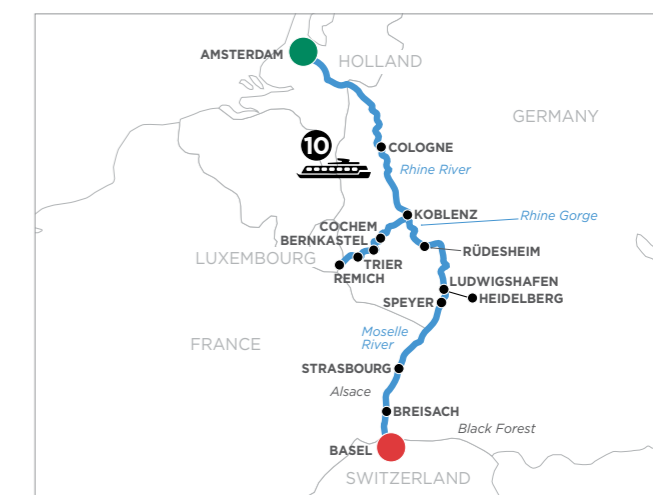 AMSTERDAM
HOLLAND
GERMANY
10
COLOGNE
Rhine River
KOBLENZ
Rhine Gorge
COCHEM
BERNKASTEL
RÜDESHEIM
LUXEMBOURG
TRIER
REMICH
LUDWIGSHAFEN
HEIDELBERG
SPEYER
Moselle
River
FRANCE
STRASBOURG
Alsace
BREISACH
Black Forest
BASEL
SWITZERLAND